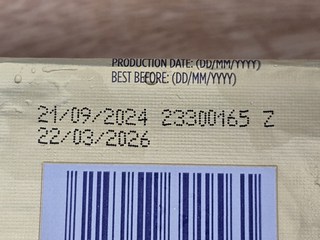 PRODUCTION DATE: (DD/MM/YYYY)
BEST BEFORE: (DD/MM/YYYY)
21/09/2024 23300165 Z
22/03/2026